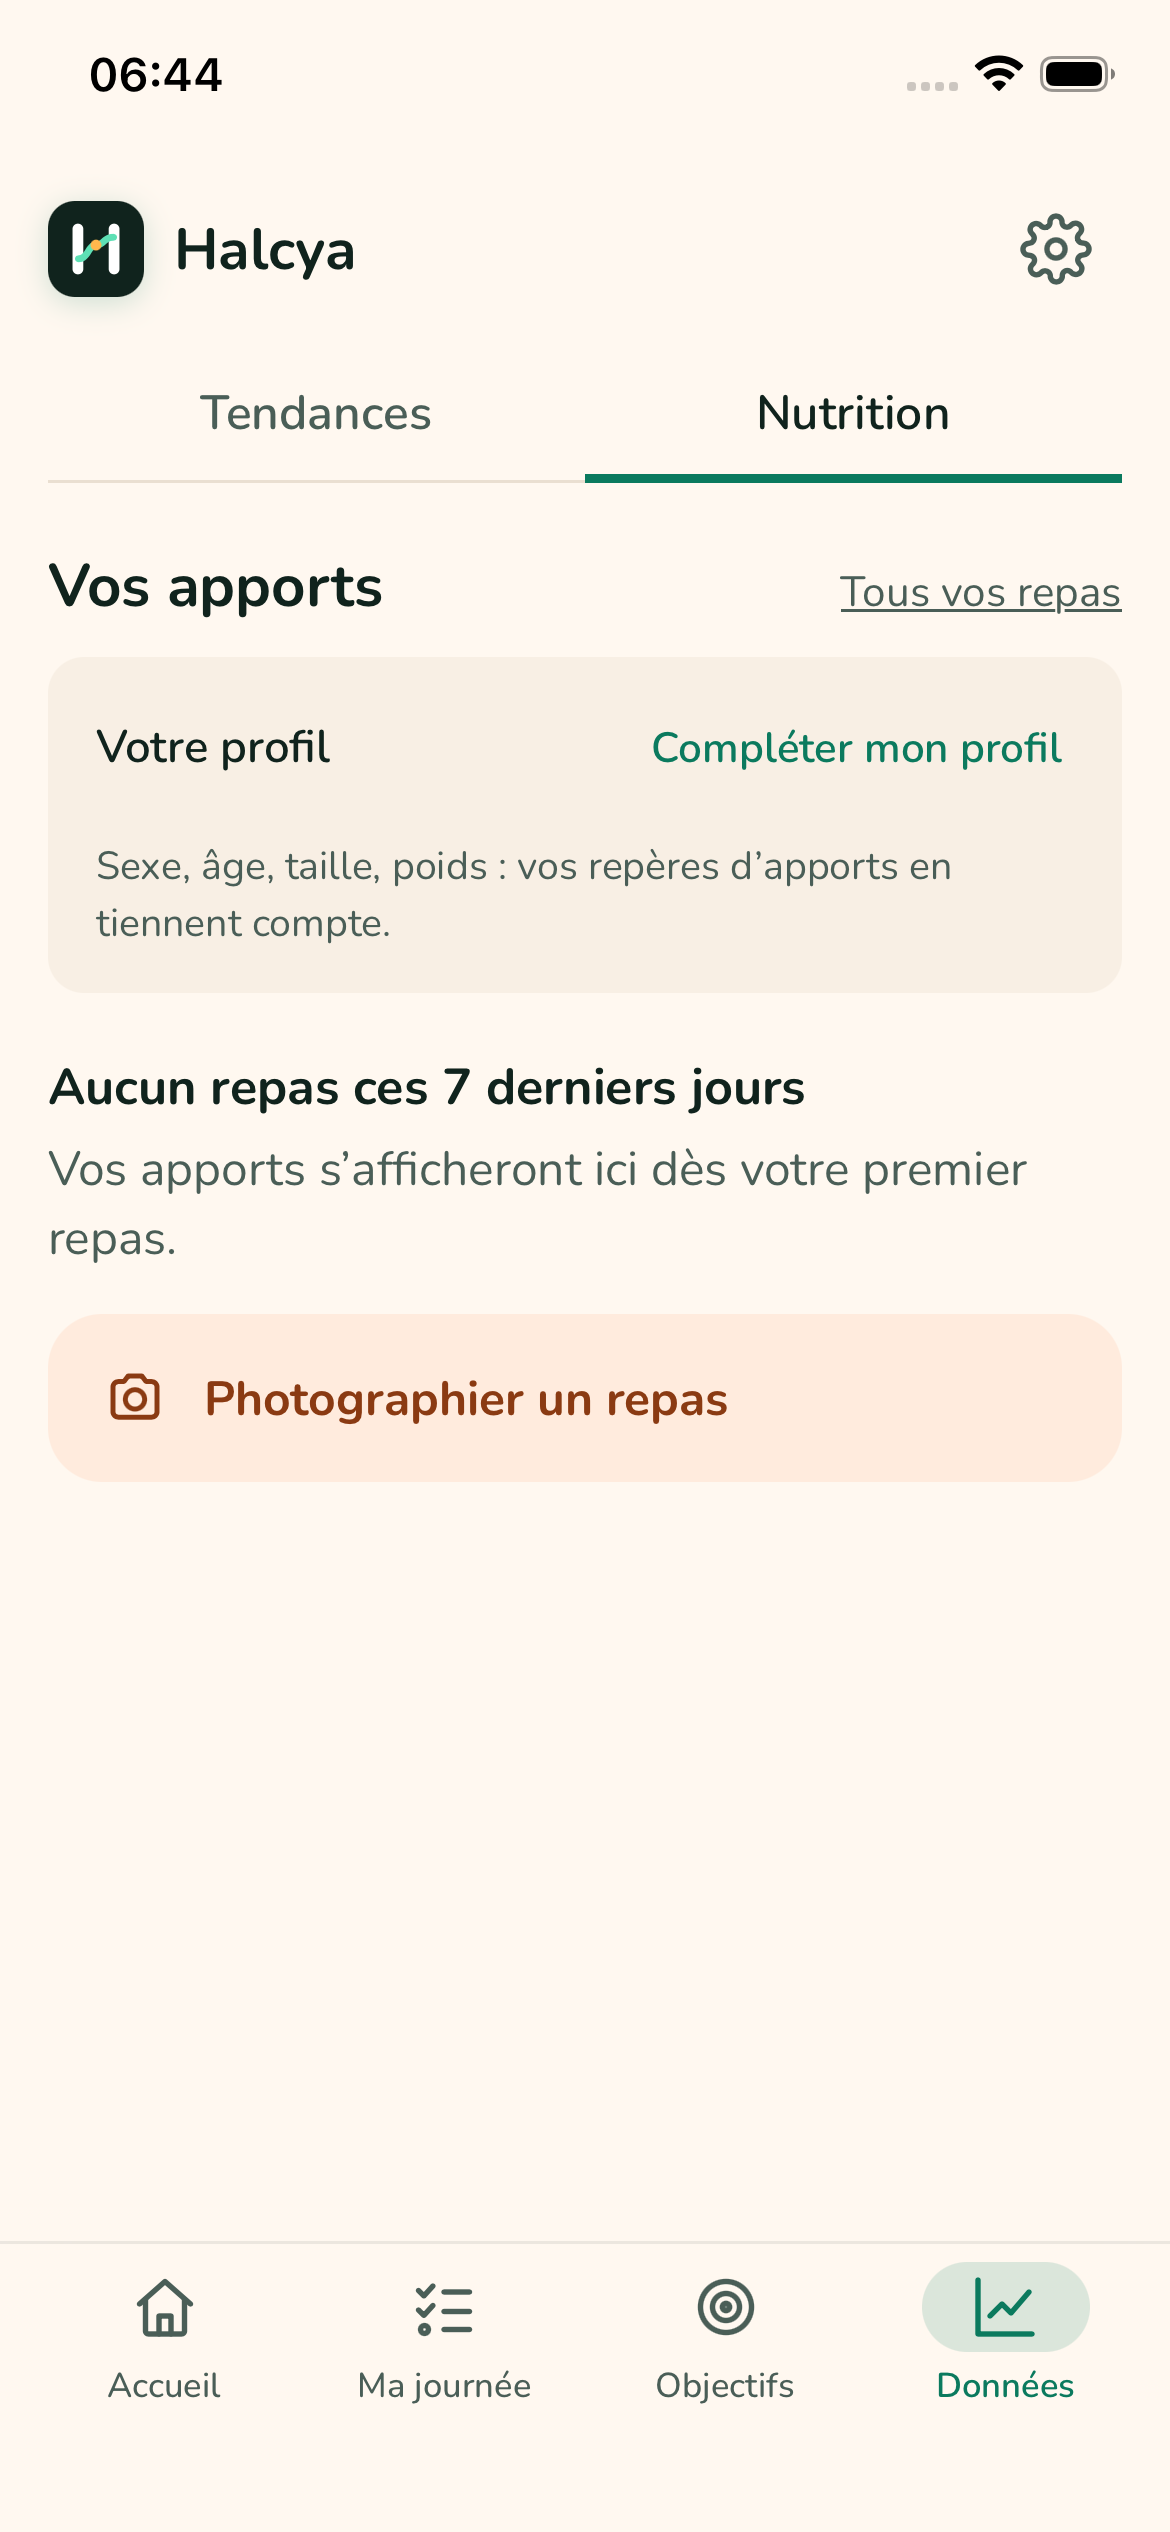 06:44
Halcya
Tendances
Nutrition
Vos apports
Tous vos repas
Votre profil
Compléter mon profil
Sexe, âge, taille, poids : vos repères d’apports en
tiennent compte.
Aucun repas ces 7 derniers jours
Vos apports s’afficheront ici dès votre premier
repas.
Photographier un repas
Accueil
Ma journée
Objectifs
Données